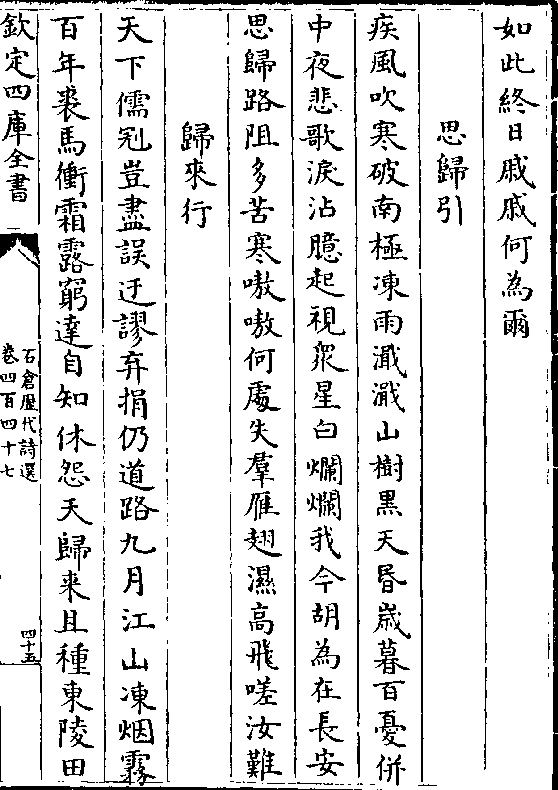 如此終日戚戚何為爾
思歸引
疾風吹寒破南極凍雨濺濺山樹黑天昏歲暮百憂併
中夜悲歌淚沾臆起視衆星白爛爛我今胡為在長安
思歸路阻多苦寒嗷嗷何處失羣雁翅濕高飛嗟汝難
歸來行
天下儒冠豈盡誤迂謬弃捐仍道路九月江山凍烟霧
百年裘馬衝霜露窮達自知休怨天歸来且種東陵田
欽定四庫全書
石倉歷代詩選
卷四百四十七
四十五